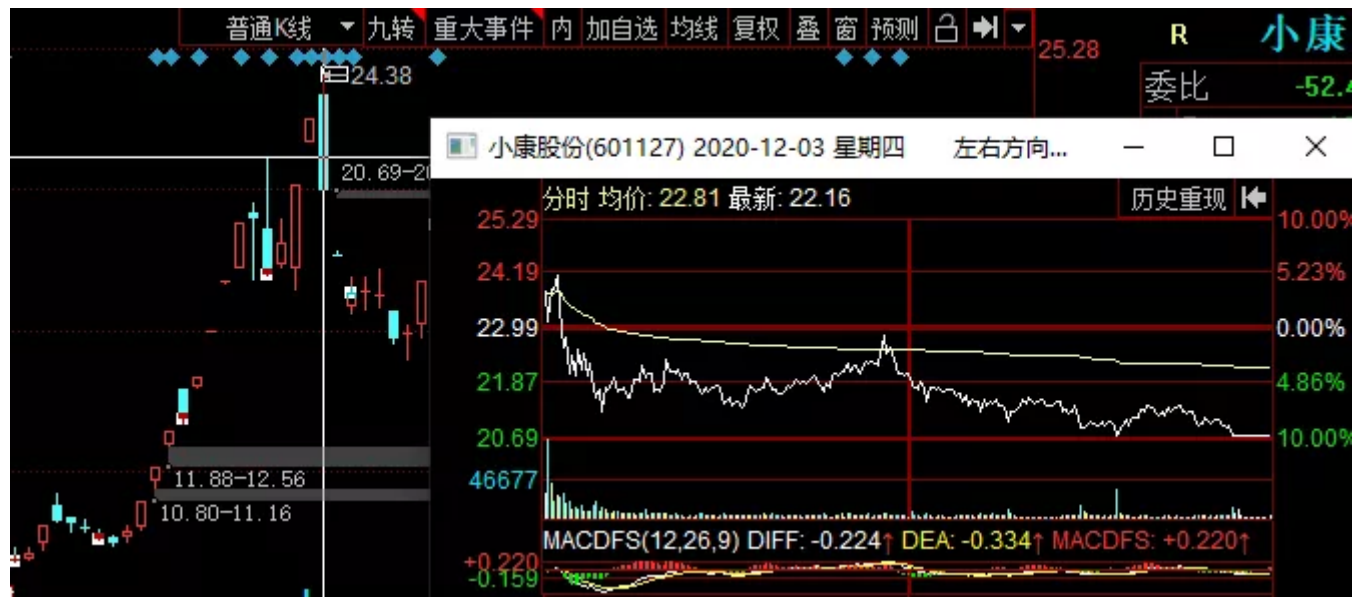 普通K线 九转 重大事件 内 加自选 均线 复权 叠 窗 预测
25.28
R 小康
24.38
委比 -52.4
小康股份(601127) 2020-12-03 星期四 左右方向...
20.69-2
分时 均价: 22.81 最新: 22.16 历史重现
25.29 10.00%
24.19 5.23%
22.99 0.00%
21.87 4.86%
20.69 10.00%
46677
11.88-12.56
10.80-11.16
MACDFS(12,26,9) DIFF: -0.224↑ DEA: -0.334↑ MACDFS: +0.220↑
+0.220
-0.159